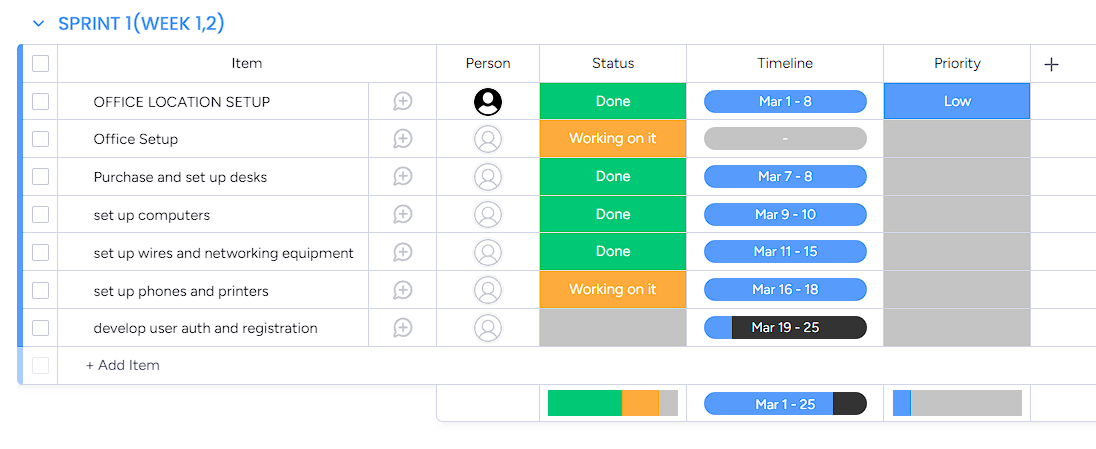 SPRINT 1(WEEK 1,2)
Item Person Status Timeline Priority +
OFFICE LOCATION SETUP Done Mar 1 - 8 Low
Office Setup Working on it -
Purchase and set up desks Done Mar 7 - 8
set up computers Done Mar 9 - 10
set up wires and networking equipment Done Mar 11 - 15
set up phones and printers Working on it Mar 16 - 18
develop user auth and registration Mar 19 - 25
+ Add Item
Mar 1 - 25